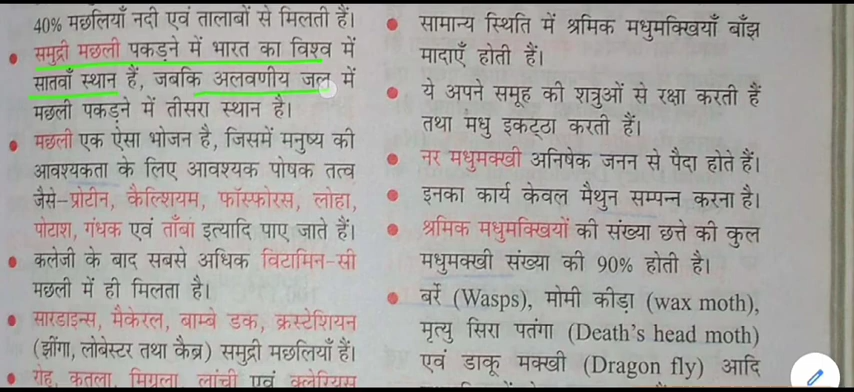 40% मछलियाँ नदी एवं तालाबों से मिलती हैं।
समुद्री मछली पकड़ने में भारत का विश्व में
सातवाँ स्थान हैं, जबकि अलवणीय जल में
मछली पकड़ने में तीसरा स्थान है।
मछली एक ऐसा भोजन है, जिसमें मनुष्य की
आवश्यकता के लिए आवश्यक पोषक तत्व
जैसे–प्रोटीन, कैल्शियम, फॉस्फोरस, लोहा,
पोटाश, गंधक एवं ताँबा इत्यादि पाए जाते हैं।
कलेजी के बाद सबसे अधिक विटामिन-सी
मछली में ही मिलता है।
सारडाइन्स, मैकेरल, बाम्बे डक, क्रस्टेशियन
(झींगा, लोबेस्टर तथा कैब्र) समुद्री मछलियाँ हैं।
रोहू, कतला, मिग्रला, लांची एवं क्लेरियस
सामान्य स्थिति में श्रमिक मधुमक्खियाँ बाँझ
मादाएँ होती हैं।
ये अपने समूह की शत्रुओं से रक्षा करती हैं
तथा मधु इकट्ठा करती हैं।
नर मधुमक्खी अनिषेक जनन से पैदा होते हैं।
इनका कार्य केवल मैथुन सम्पन्न करना है।
श्रमिक मधुमक्खियों की संख्या छत्ते की कुल
मधुमक्खी संख्या की 90% होती है।
बर्रे (Wasps), मोमी कीड़ा (wax moth),
मृत्यु सिरा पतंगा (Death's head moth)
एवं डाकू मक्खी (Dragon fly) आदि